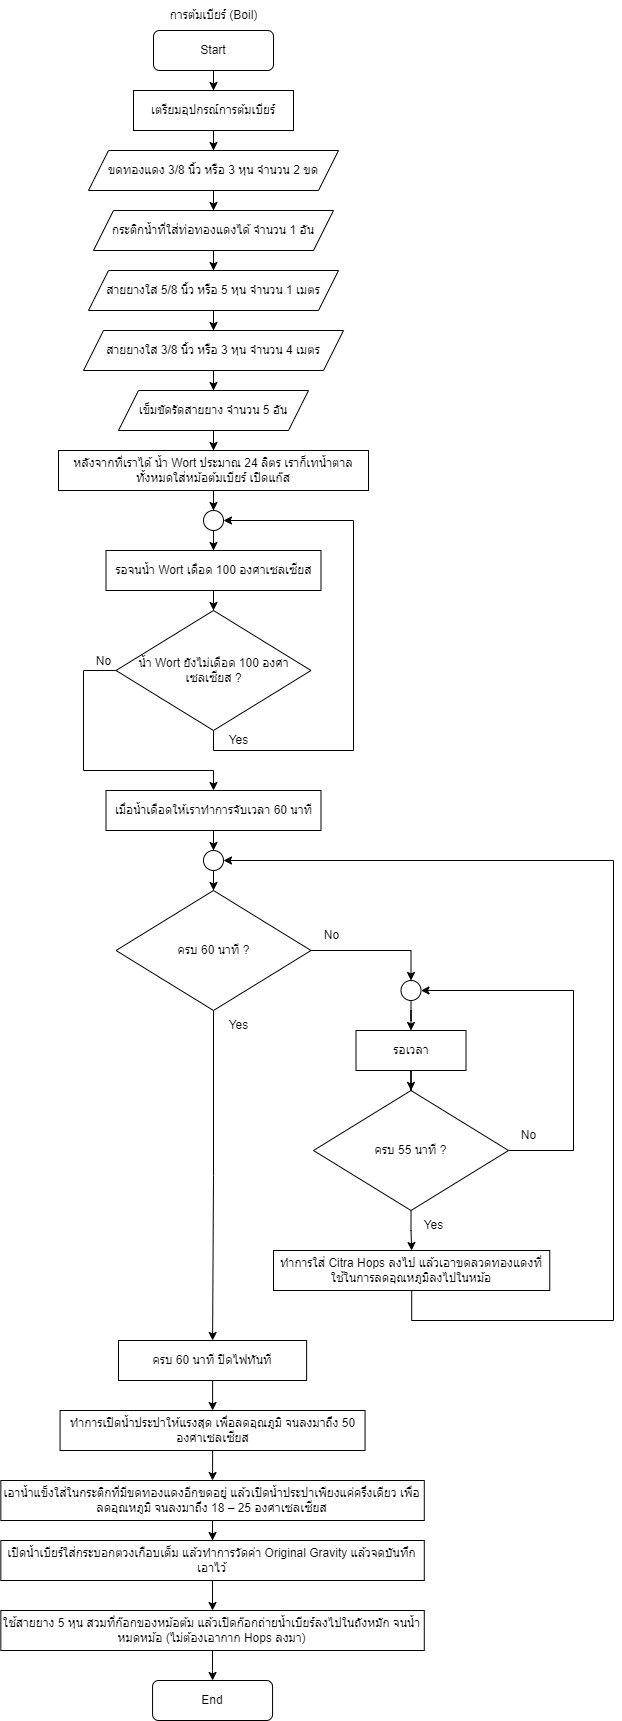 การต้มเบียร์ (Boil)
Start
เตรียมอุปกรณ์การต้มเบียร์
ขดทองแดง 3/8 นิ้ว หรือ 3 หุน จำนวน 2 ขด
กระติกน้ำที่ใส่ท่อทองแดงได้ จำนวน 1 อัน
สายยางใส 5/8 นิ้ว หรือ 5 หุน จำนวน 1 เมตร
สายยางใส 3/8 นิ้ว หรือ 3 หุน จำนวน 4 เมตร
เข็มขัดรัดสายยาง จำนวน 5 อัน
หลังจากที่เราได้ น้ำ Wort ประมาณ 24 ลิตร เราก็เทน้ำตาล
ทั้งหมดใส่หม้อต้มเบียร์ เปิดแก๊ส
รอจนน้ำ Wort เดือด 100 องศาเซลเซียส
น้ำ Wort ยังไม่เดือด 100 องศา
เซลเซียส ?
No
Yes
เมื่อน้ำเดือดให้เราทำการจับเวลา 60 นาที
ครบ 60 นาที ?
No
Yes
รอเวลา
ครบ 55 นาที ?
No
Yes
ทำการใส่ Citra Hops ลงไป แล้วเอาขดลวดทองแดงที่
ใช้ในการลดอุณหภูมิลงไปในหม้อ
ครบ 60 นาที ปิดไฟทันที
ทำการเปิดน้ำประปาให้แรงสุด เพื่อลดอุณภูมิ จนลงมาถึง 50
องศาเซลเซียส
เอาน้ำแข็งใส่ในกระติกที่มีขดทองแดงอีกขดอยู่ แล้วเปิดน้ำประปาเพียงแค่ครึ่งเดียว เพื่อ
ลดอุณหภูมิ จนลงมาถึง 18 – 25 องศาเซลเซียส
เปิดน้ำเบียร์ใส่กระบอกตวงเกือบเต็ม แล้วทำการวัดค่า Original Gravity แล้วจดบันทึก
เอาไว้
ใช้สายยาง 5 หุน สวมที่ก๊อกของหม้อต้ม แล้วเปิดก๊อกถ่ายน้ำเบียร์ลงไปในถังหมัก จนน้ำ
หมดหม้อ (ไม่ต้องเอากาก Hops ลงมา)
End